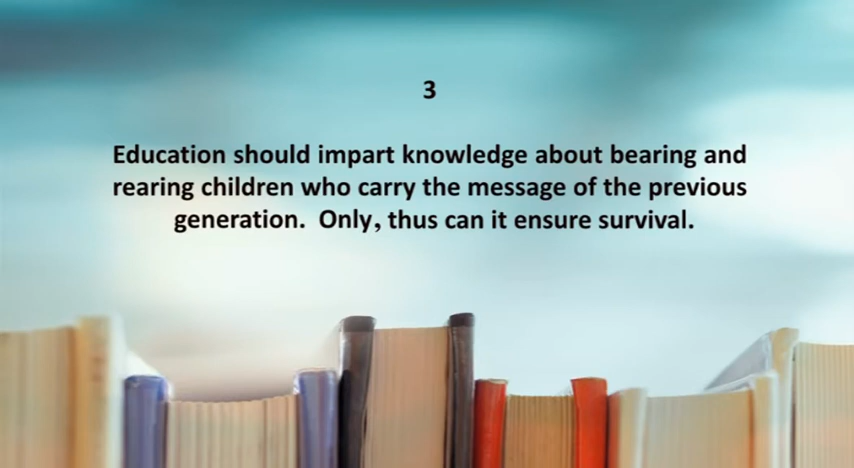 3
Education should impart knowledge about bearing and
rearing children who carry the message of the previous
generation.  Only, thus can it ensure survival.